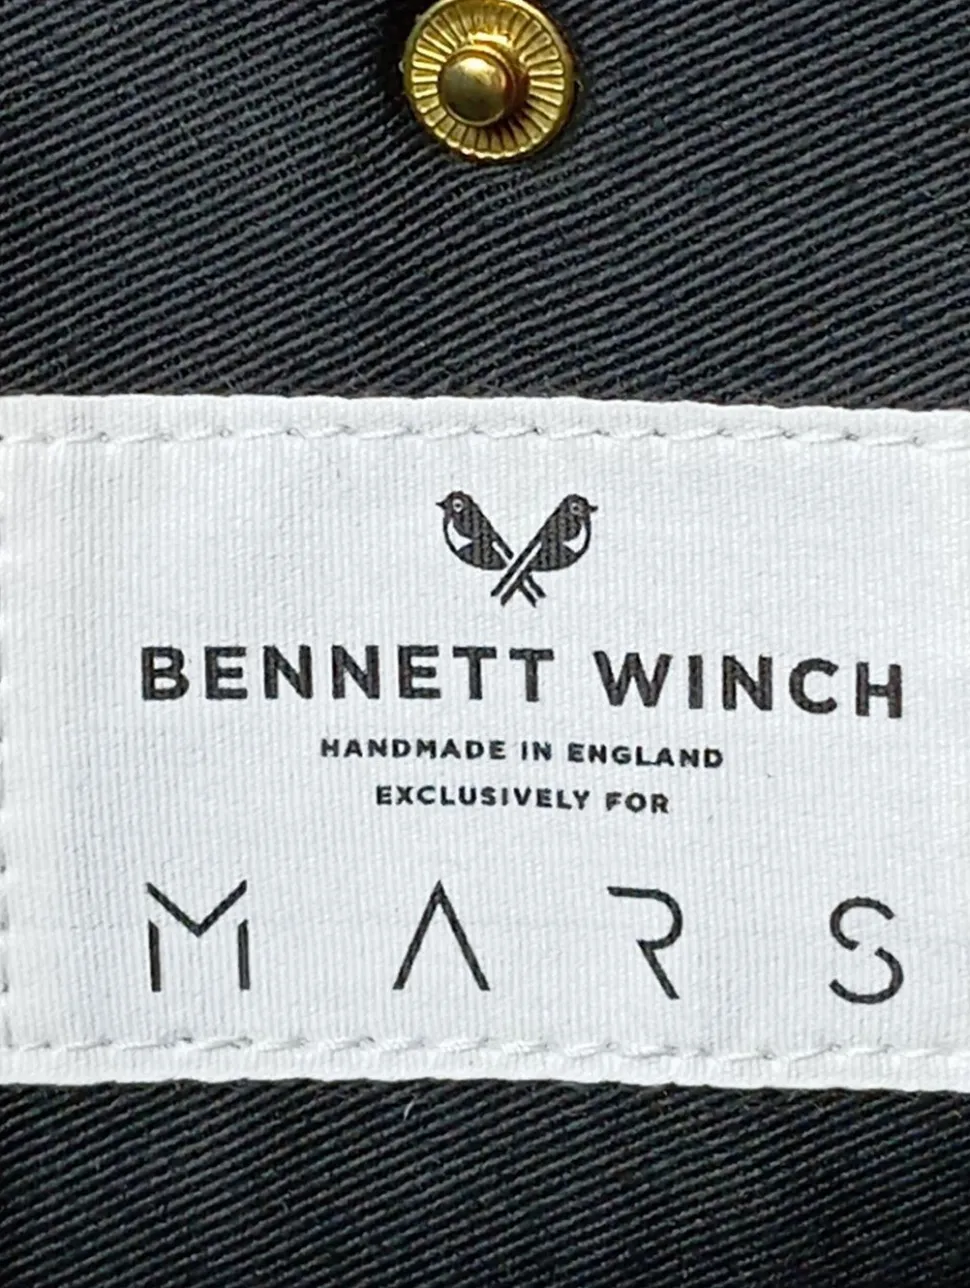 BENNETT WINCH
HANDMADE IN ENGLAND
EXCLUSIVELY FOR
MARS